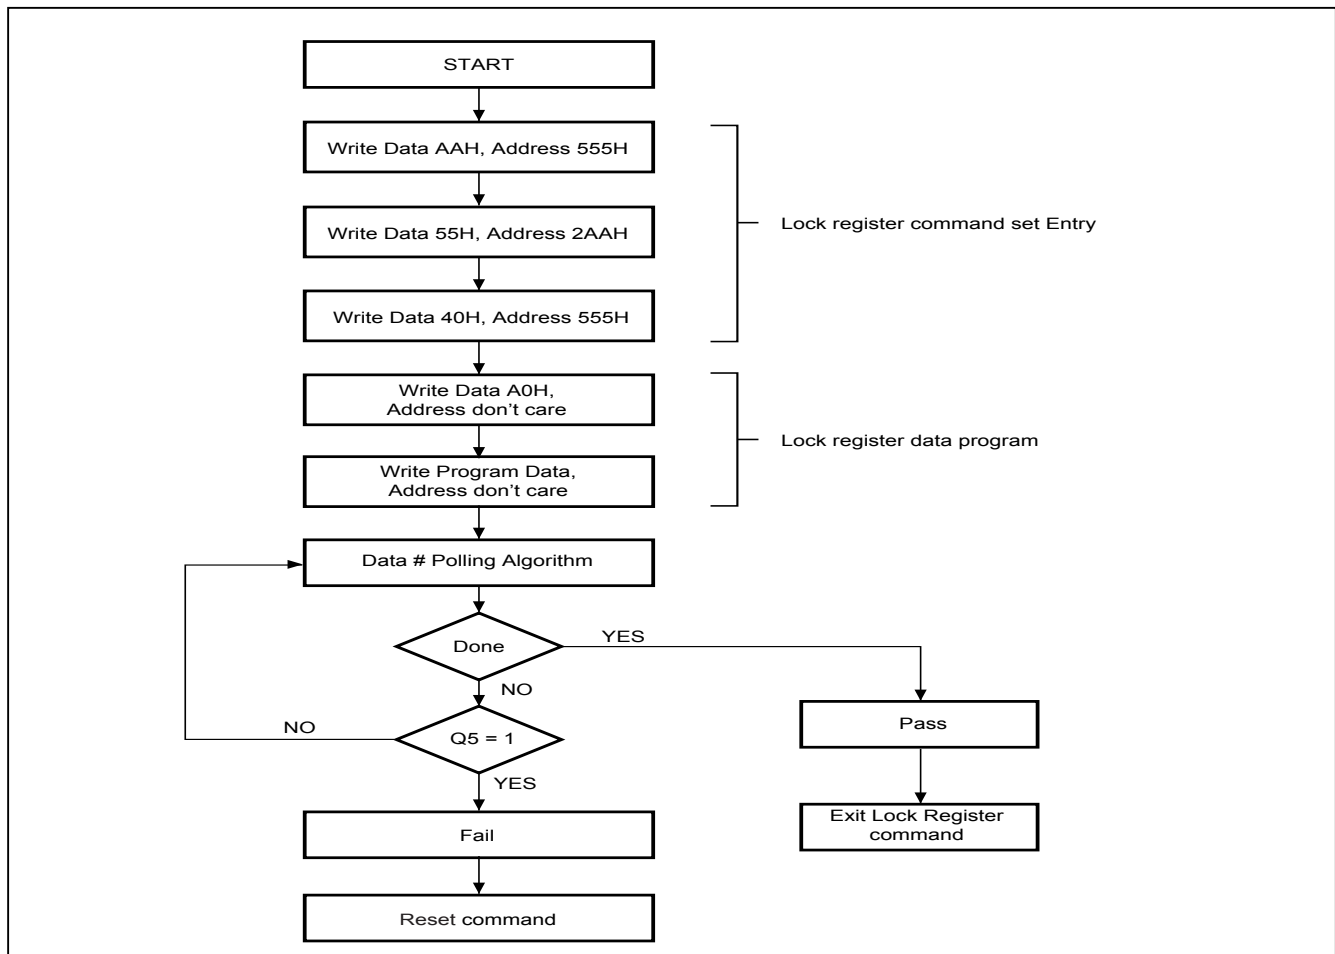 START
Write Data AAH, Address 555H
Write Data 55H, Address 2AAH
Lock register command set Entry
Write Data 40H, Address 555H
Write Data A0H,
Address don't care
Lock register data program
Write Program Data,
Address don't care
Data # Polling Algorithm
Done
YES
NO
Q5 = 1
NO
YES
Pass
Exit Lock Register
command
Fail
Reset command